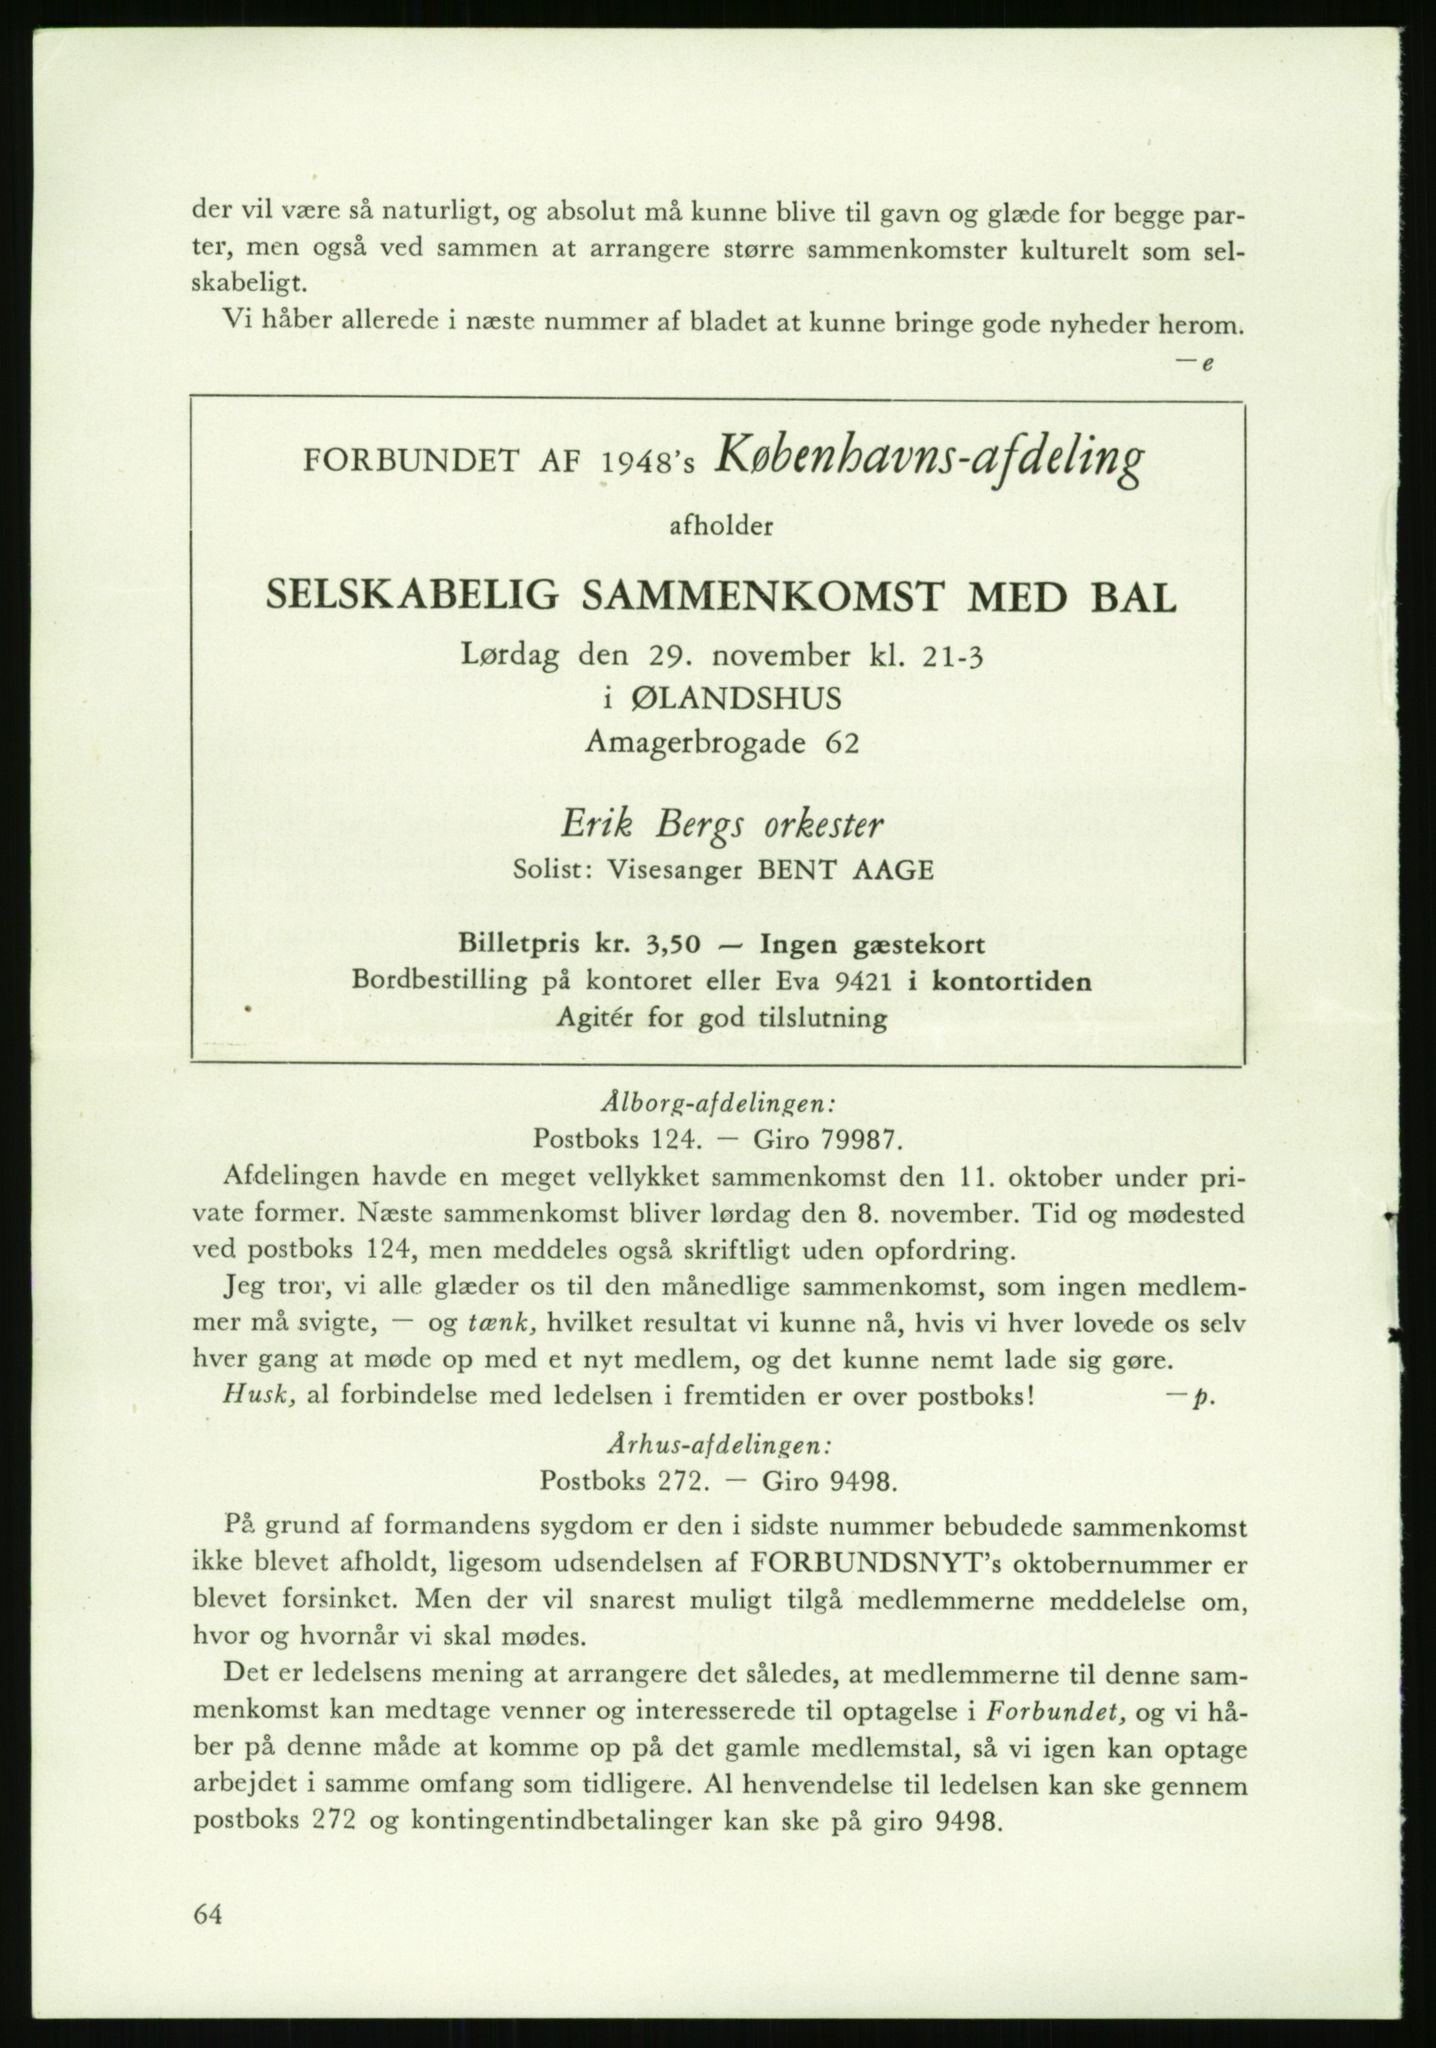 der vil være så naturligt, og absolut må kunne blive til gavn og glæde for begge par-
ter, men også ved sammen at arrangere større sammenkomster kulturelt som sel-
skabeligt.
Vi håber allerede i næste nummer af bladet at kunne bringe gode nyheder herom.
— e
FORBUNDET AF 1948's Københavns-afdeling
afholder
SELSKABELIG SAMMENKOMST MED BAL
Lørdag den 29. november kl. 21-3
i ØLANDSHUS
Amagerbrogade 62
Erik Bergs orkester
Solist: Visesanger BENT AAGE
Billetpris kr. 3,50 — Ingen gæstekort
Bordbestilling på kontoret eller Eva 9421 i kontortiden
Agitér for god tilslutning
Ålborg-afdelingen:
Postboks 124. — Giro 79987.
Afdelingen havde en meget vellykket sammenkomst den 11. oktober under pri-
vate former. Næste sammenkomst bliver lørdag den 8. november. Tid og mødested
ved postboks 124, men meddeles også skriftligt uden opfordring.
Jeg tror, vi alle glæder os til den månedlige sammenkomst, som ingen medlem-
mer må svigte, — og tænk, hvilket resultat vi kunne nå, hvis vi hver lovede os selv
hver gang at møde op med et nyt medlem, og det kunne nemt lade sig gøre.
Husk, al forbindelse med ledelsen i fremtiden er over postboks! — p.
Århus-afdelingen:
Postboks 272. — Giro 9498.
På grund af formandens sygdom er den i sidste nummer bebudede sammenkomst
ikke blevet afholdt, ligesom udsendelsen af FORBUNDSNYT's oktobernummer er
blevet forsinket. Men der vil snarest muligt tilgå medlemmerne meddelelse om,
hvor og hvornår vi skal mødes.
Det er ledelsens mening at arrangere det således, at medlemmerne til denne sam-
menkomst kan medtage venner og interesserede til optagelse i Forbundet, og vi hå-
ber på denne måde at komme op på det gamle medlemstal, så vi igen kan optage
arbejdet i samme omfang som tidligere. Al henvendelse til ledelsen kan ske gennem
postboks 272 og kontingentindbetalinger kan ske på giro 9498.
64